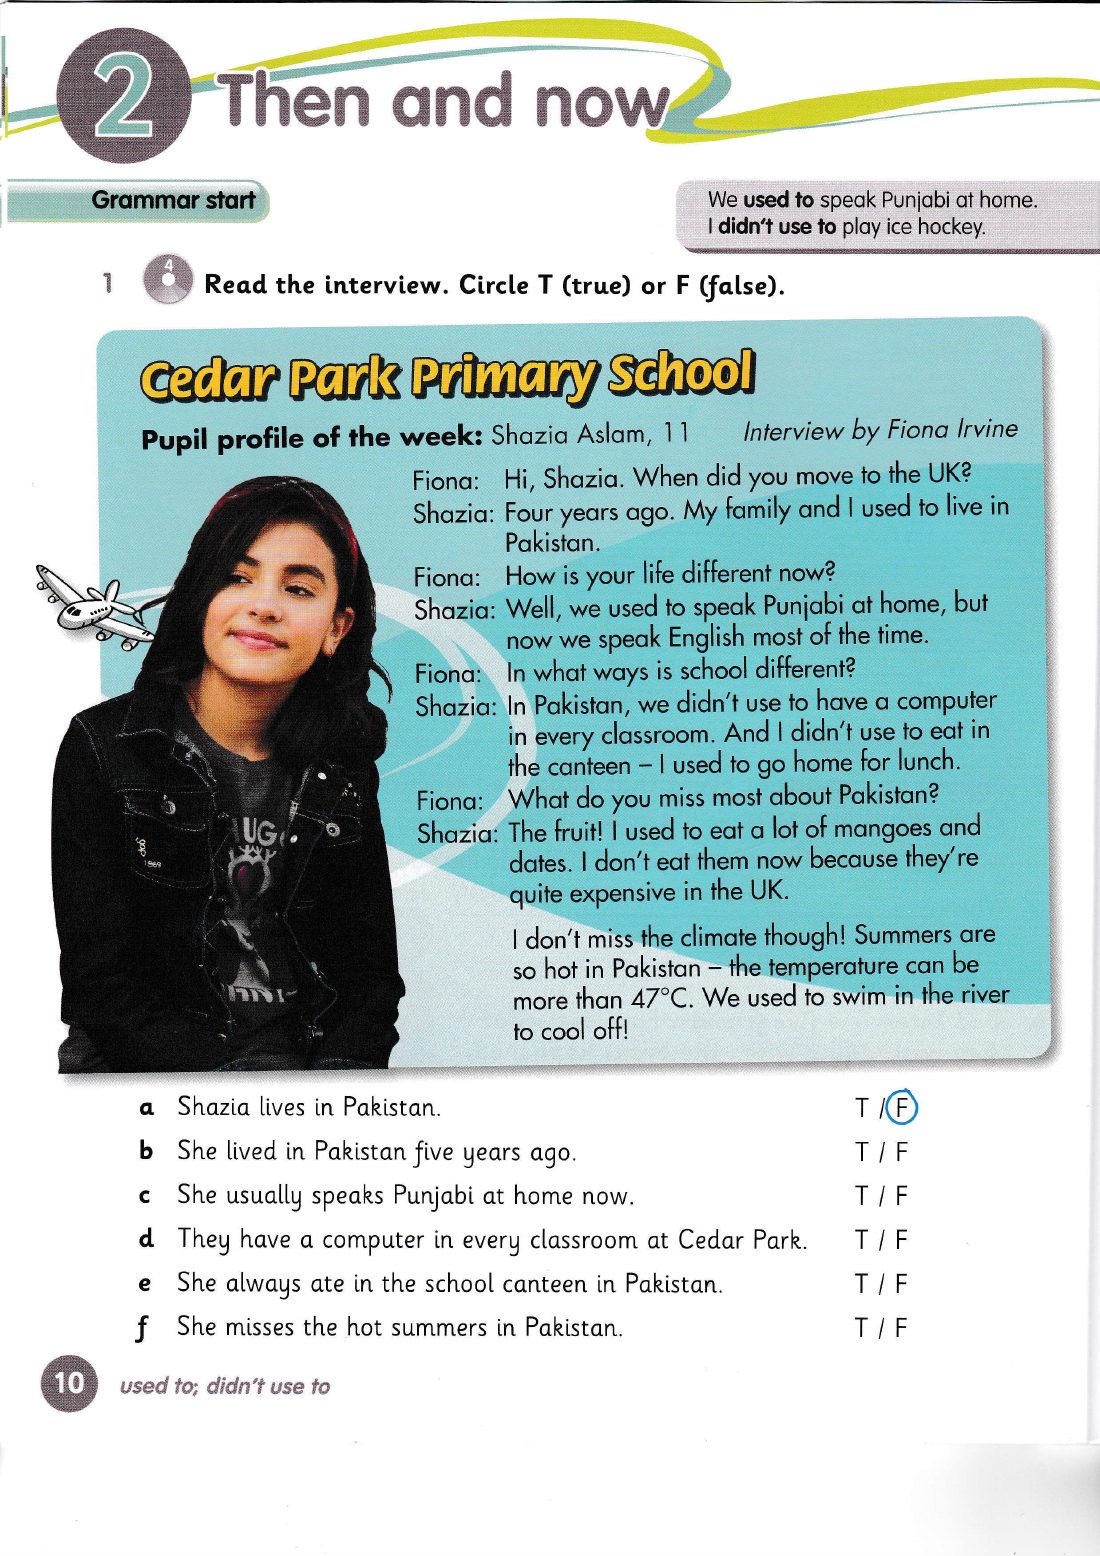 2 Then and now
Grammar start
We used to speak Punjabi at home.
I didn't use to play ice hockey.
1 4 Read the interview. Circle T (true) or F (false).
Cedar Park Primary School
Pupil profile of the week: Shazia Aslam, 11 Interview by Fiona Irvine
Fiona: Hi, Shazia. When did you move to the UK?
Shazia: Four years ago. My family and I used to live in
Pakistan.
Fiona: How is your life different now?
Shazia: Well, we used to speak Punjabi at home, but
now we speak English most of the time.
Fiona: In what ways is school different?
Shazia: In Pakistan, we didn't use to have a computer
in every classroom. And I didn't use to eat in
the canteen – I used to go home for lunch.
Fiona: What do you miss most about Pakistan?
Shazia: The fruit! I used to eat a lot of mangoes and
dates. I don't eat them now because they're
quite expensive in the UK.
I don't miss the climate though! Summers are
so hot in Pakistan – the temperature can be
more than 47°C. We used to swim in the river
to cool off!
a Shazia lives in Pakistan. T / F
b She lived in Pakistan five years ago. T / F
c She usually speaks Punjabi at home now. T / F
d They have a computer in every classroom at Cedar Park. T / F
e She always ate in the school canteen in Pakistan. T / F
f She misses the hot summers in Pakistan. T / F
10 used to; didn't use to